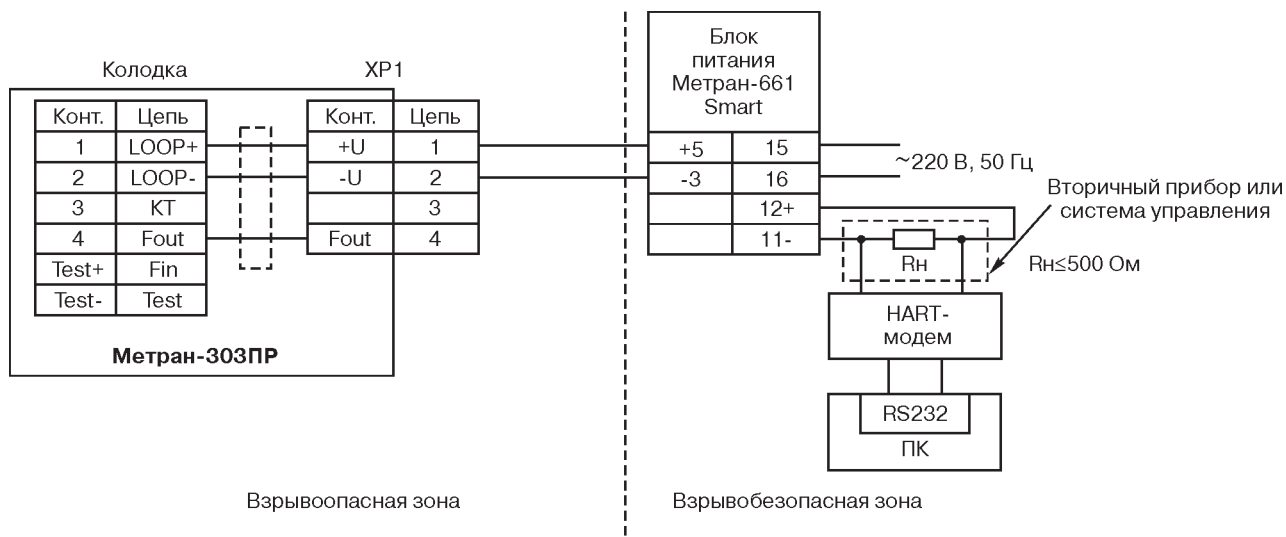 Колодка
XP1
Блок
питания
Метран-661
Smart
Конт. Цепь
1 LOOP+
2 LOOP-
3 КТ
4 Fout
Test+ Fin
Test- Test
Метран-303ПР
Конт. Цепь
+U 1
-U 2
3
Fout 4
+5 15
-3 16
12+
11-
~220 В, 50 Гц
Вторичный прибор или
система управления
Rн
Rн≤500 Ом
HART-
модем
RS232
ПК
Взрывоопасная зона
Взрывобезопасная зона